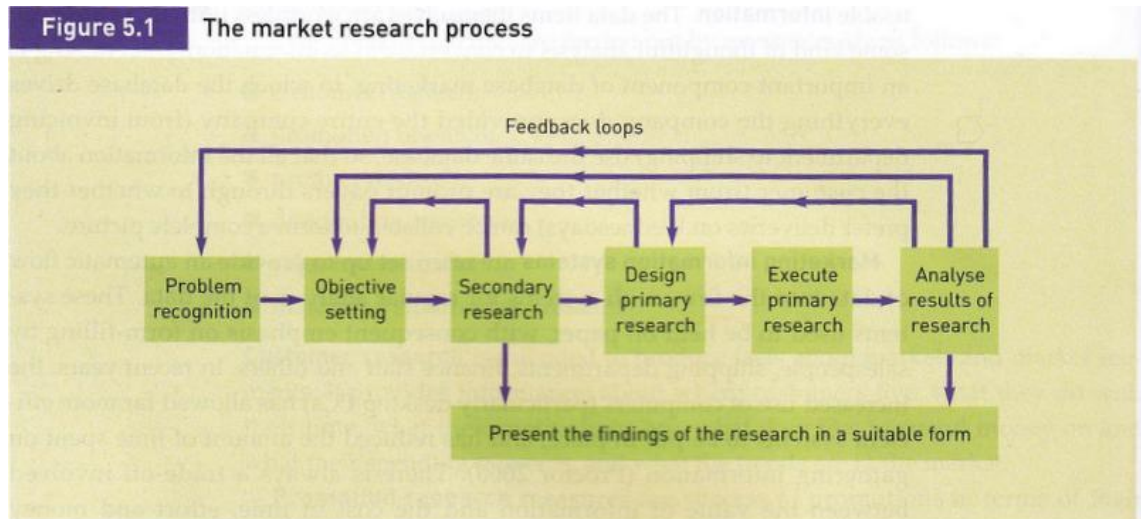 Figure 5.1
The market research process
Feedback loops
Problem
recognition
Objective
setting
Secondary
research
Design
primary
research
Execute
primary
research
Analyse
results of
research
Present the findings of the research in a suitable form